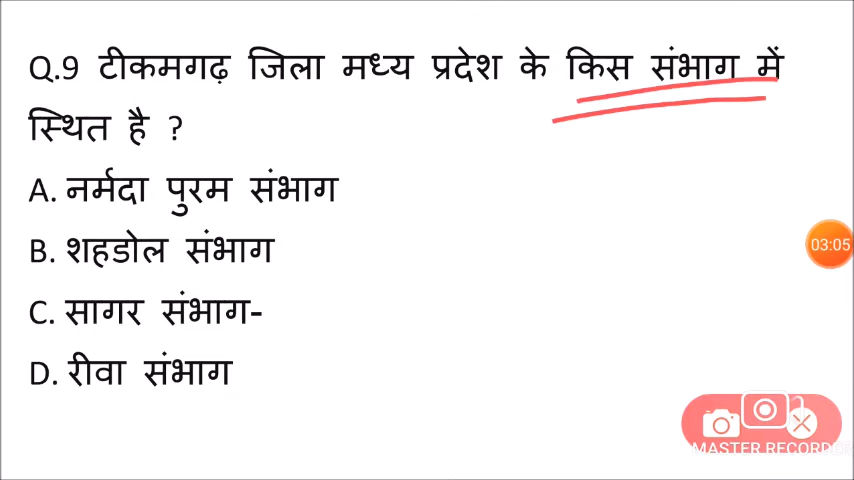 Q.9 टीकमगढ़ जिला मध्य प्रदेश के किस संभाग में
स्थित है ?
A. नर्मदा पुरम संभाग
B. शहडोल संभाग
03:05
C. सागर संभाग-
D. रीवा संभाग
MASTER RECORDER